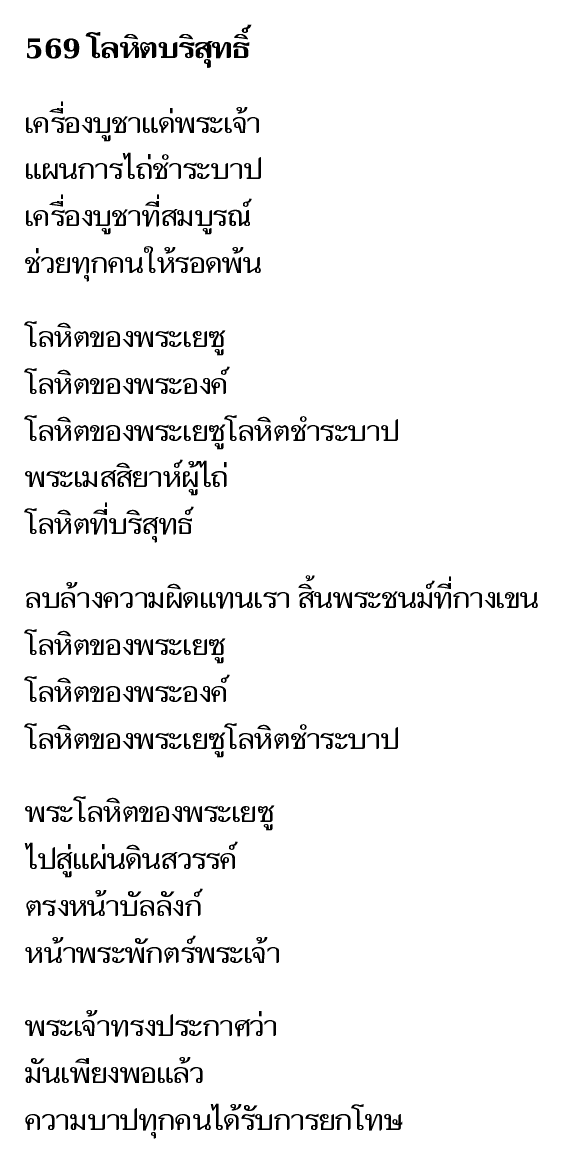 569 โลหิตบริสุทธิ์
เครื่องบูชาแด่พระเจ้า
แผนการไถ่ชำระบาป
เครื่องบูชาที่สมบูรณ์
ช่วยทุกคนให้รอดพ้น
โลหิตของพระเยซู
โลหิตของพระองค์
โลหิตของพระเยซูโลหิตชำระบาป
พระเมสสิยาห์ผู้ไถ่
โลหิตที่บริสุทธ์
ลบล้างความผิดแทนเรา สิ้นพระชนม์ที่กางเขน
โลหิตของพระเยซู
โลหิตของพระองค์
โลหิตของพระเยซูโลหิตชำระบาป
พระโลหิตของพระเยซู
ไปสู่แผ่นดินสวรรค์
ตรงหน้าบัลลังก์
หน้าพระพักตร์พระเจ้า
พระเจ้าทรงประกาศว่า
มันเพียงพอแล้ว
ความบาปทุกคนได้รับการยกโทษ